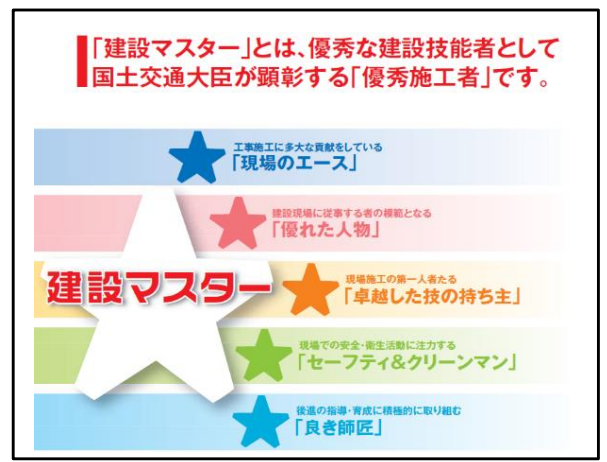 「建設マスター」とは、優秀な建設技能者として
国土交通大臣が顕彰する「優秀施工者」です。
工事施工に多大な貢献をしている
「現場のエース」
建設現場に従事する者の模範となる
「優れた人物」
建設マスター
現場施工の第一人者たる
「卓越した技の持ち主」
現場での安全・衛生活動に注力する
「セーフティ&クリーンマン」
後進の指導・育成に積極的に取り組む
「良き師匠」